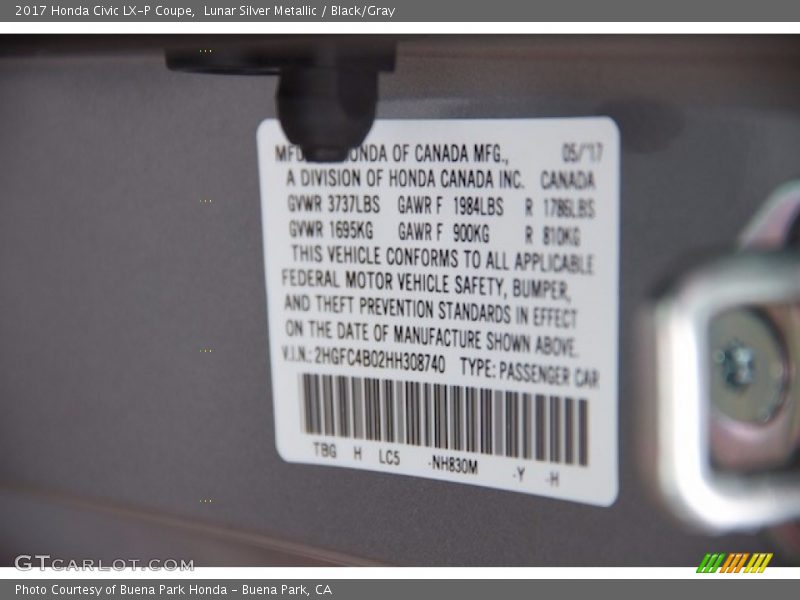 2017 Honda Civic LX-P Coupe, Lunar Silver Metallic / Black/Gray
OF CANADA MFG., 05/17
A DIVISION OF HONDA CANADA INC. CANADA
GVWR 3737LBS GAWR F 1984LBS R 1786LBS
GVWR 1695KG GAWR F 900KG R 810KG
THIS VEHICLE CONFORMS TO ALL APPLICABLE
FEDERAL MOTOR VEHICLE SAFETY, BUMPER,
AND THEFT PREVENTION STANDARDS IN EFFECT
ON THE DATE OF MANUFACTURE SHOWN ABOVE.
V.I.N.: 2HGFC4B02HH308740 TYPE: PASSENGER CAR
TBG H LC5 -NH830M -Y -H
GTCARLOT.COM
Photo Courtesy of Buena Park Honda - Buena Park, CA